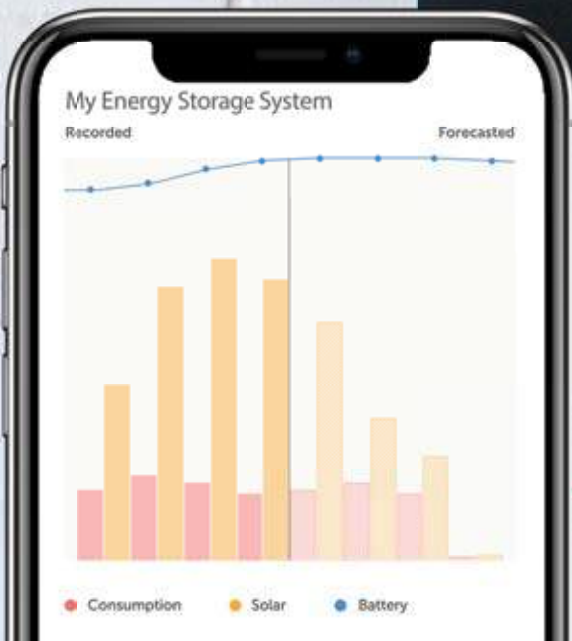 My Energy Storage System
Recorded Forecasted
Consumption Solar Battery